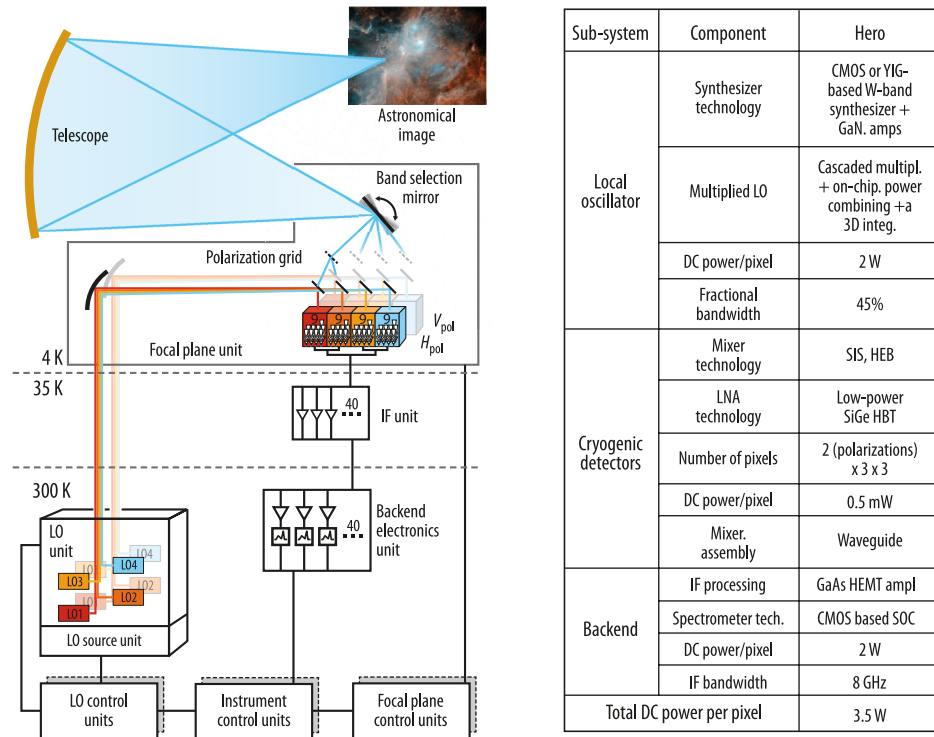 Astronomical
image
Telescope
Band selection
mirror
Polarization grid
9
9
9
9
V pol
H pol
Focal plane unit
4 K
35 K
40
IF unit
300 K
LO
unit
40
Backend
electronics
unit
LO4
LO4
LO3
LO2
LO2
LO1
LO source unit
LO control
units
Instrument
control units
Focal plane
control units
Sub-system Component Hero
Local
oscillator
Synthesizer
technology
CMOS or YIG-
based W-band
synthesizer +
GaN. amps
Multiplied LO
Cascaded multipl.
+ on-chip. power
combining +a
3D integ.
DC power/pixel 2 W
Fractional
bandwidth
45%
Cryogenic
detectors
Mixer
technology
SIS, HEB
LNA
technology
Low-power
SiGe HBT
Number of pixels
2 (polarizations)
x 3 x 3
DC power/pixel 0.5 mW
Mixer.
assembly
Waveguide
Backend
IF processing GaAs HEMT ampl
Spectrometer tech. CMOS based SOC
DC power/pixel 2 W
IF bandwidth 8 GHz
Total DC power per pixel 3.5 W